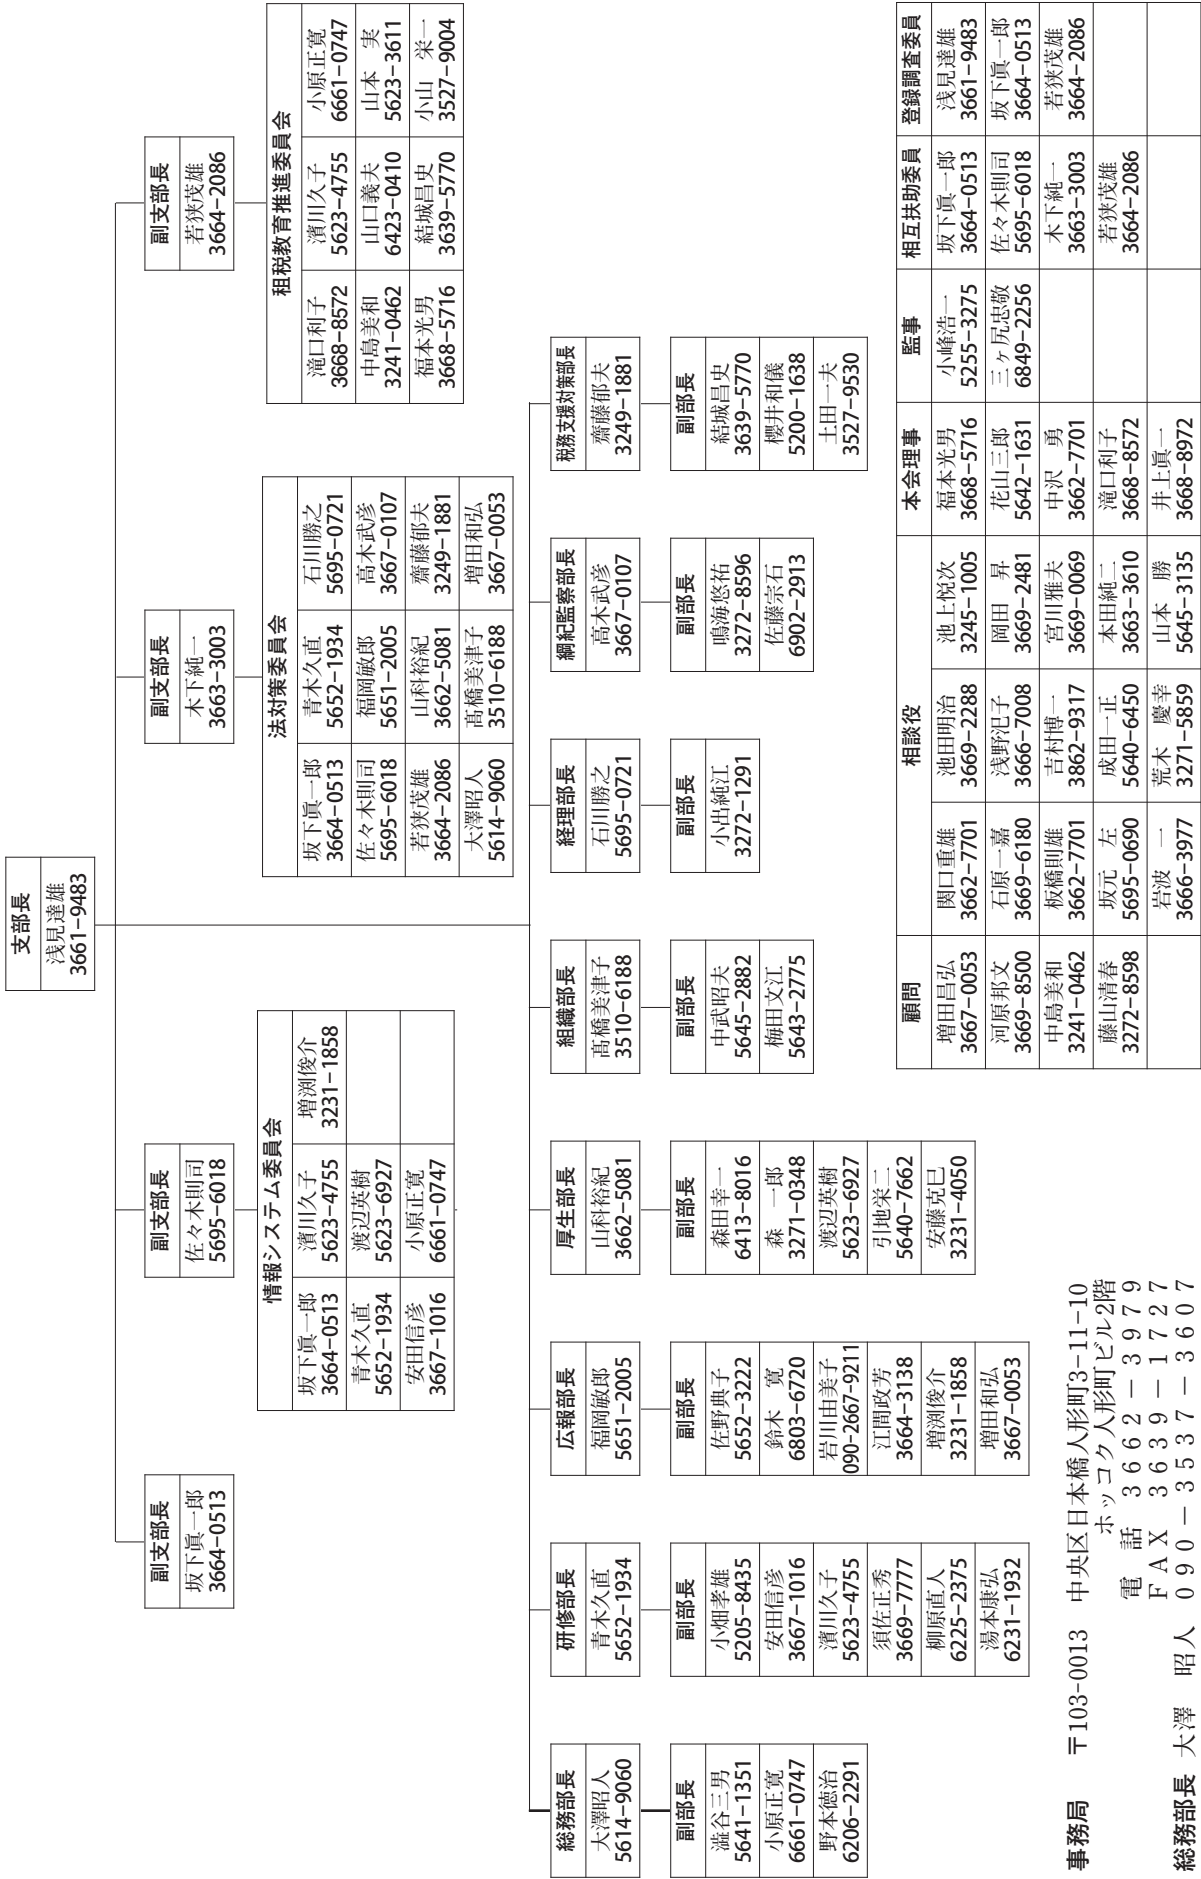 支部長
浅見達雄
3661−9483
副支部長
坂下眞一郎
3664−0513
副支部長
佐々木則司
5695−6018
副支部長
木下純一
3663−3003
副支部長
若狭茂雄
3664−2086
情報システム委員会
坂下眞一郎
3664−0513
濱川久子
5623−4755
増渕俊介
3231−1858
青木久直
5652−1934
渡辺英樹
5623−6927
安田信彦
3667−1016
小原正寛
6661−0747
法対策委員会
坂下眞一郎
3664−0513
青木久直
5652−1934
石川勝之
5695−0721
佐々木則司
5695−6018
福岡敏郎
5651−2005
高木武彦
3667−0107
若狭茂雄
3664−2086
山科裕紀
3662−5081
齋藤郁夫
3249−1881
大澤昭人
5614−9060
髙橋美津子
3510−6188
増田和弘
3667−0053
租税教育推進委員会
滝口利子
3668−8572
濱川久子
5623−4755
小原正寛
6661−0747
中島美和
3241−0462
山口義夫
6423−0410
山本　実
5623−3611
福本光男
3668−5716
結城昌史
3639−5770
小山　栄一
3527−9004
総務部長
大澤昭人
5614−9060
副部長
澁谷三男
5641−1351
小原正寛
6661−0747
野本徳治
6206−2291
研修部長
青木久直
5652−1934
副部長
小畑孝雄
5205−8435
安田信彦
3667−1016
濱川久子
5623−4755
須佐正秀
3669−7777
柳原直人
6225−2375
湯本康弘
6231−1932
広報部長
福岡敏郎
5651−2005
副部長
佐野典子
5652−3222
鈴木　寛
6803−6720
岩川由美子
090−2667−9211
江間政芳
3664−3138
増渕俊介
3231−1858
増田和弘
3667−0053
厚生部長
山科裕紀
3662−5081
副部長
森田幸一
6413−8016
森　一郎
3271−0348
渡辺英樹
5623−6927
引地栄二
5640−7662
安藤克巳
3231−4050
組織部長
髙橋美津子
3510−6188
副部長
中武昭夫
5645−2882
梅田文江
5643−2775
経理部長
石川勝之
5695−0721
副部長
小出純江
3272−1291
綱紀監察部長
高木武彦
3667−0107
副部長
鳴海悠祐
3272−8596
佐藤宗石
6902−2913
税務支援対策部長
齋藤郁夫
3249−1881
副部長
結城昌史
3639−5770
櫻井和儀
5200−1638
土田一夫
3527−9530
顧問
相談役
本会理事
監事
相互扶助委員
登録調査委員
増田昌弘
3667−0053
関口重雄
3662−7701
池田明治
3669−2288
池上悦次
3245−1005
福本光男
3668−5716
小峰浩一
5255−3275
坂下眞一郎
3664−0513
浅見達雄
3661−9483
河原邦文
3669−8500
石原一嘉
3669−6180
浅野汜子
3666−7008
岡田　昇
3669−2481
花山三郎
5642−1631
三ヶ尻忠敬
6849−2256
佐々木則司
5695−6018
坂下眞一郎
3664−0513
中島美和
3241−0462
板橋則雄
3662−7701
吉村博一
3862−9317
宮川雅夫
3669−0069
中沢　勇
3662−7701
木下純一
3663−3003
若狭茂雄
3664−2086
藤山清春
3272−8598
坂元　左
5695−0690
成田一正
5640−6450
本田純二
3663−3610
滝口利子
3668−8572
若狭茂雄
3664−2086
岩波　一
3666−3977
荒木　慶幸
3271−5859
山本　勝
5645−3135
井上眞一
3668−8972
事務局　〒103−0013　中央区日本橋人形町3−11−10
ホッコク人形町ビル2階
電　話　3662−3979
ＦＡＸ　3639−1727
総務部長　大澤　昭人　090−3537−3607